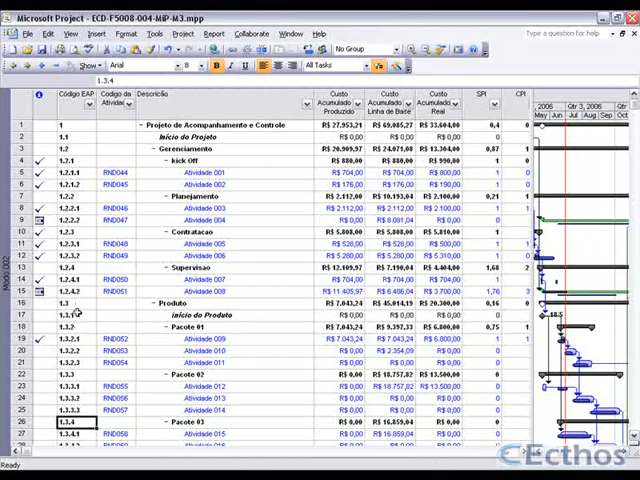 Microsoft Project - ECD-F5008-004-MiP-M3.mpp
File Edit View Insert Format Tools Project Report Collaborate Window Help Type a question for help
No Group
Show Arial 8 B I U All Tasks
1.3.4
Código EAP Código da Ativida Descricão Custo Acumulado Produzido Custo Acumulado Linha de Base Custo Acumulado Real SPI CPI , 2006 Qtr 3, 2006
May Jun Jul Aug Sep
1 1 Projeto de Acompanhamento e Controle R$ 27.953,21 R$ 69.085,27 R$ 33.604,00 0,4 0
2 1.1 Início do Projeto R$ 0,00 R$ 0,00 R$ 0,00 0 0
3 1.2 Gerenciamento R$ 20.909,97 R$ 24.071,08 R$ 13.304,00 0,87 1
4 1.2.1 kick Off R$ 880,00 R$ 880,00 R$ 990,00 1 0
5 1.2.1.1 RND044 Atividade 001 R$ 704,00 R$ 704,00 R$ 800,00 1 0
6 1.2.1.2 RND045 Atividade 002 R$ 176,00 R$ 176,00 R$ 190,00 1 0
7 1.2.2 Planejamento R$ 2.112,00 R$ 10.193,04 R$ 2.100,00 0,21 1
8 1.2.2.1 RND046 Atividade 003 R$ 2.112,00 R$ 2.112,00 R$ 2.100,00 1 1
9 1.2.2.2 RND047 Atividade 004 R$ 0,00 R$ 8.081,04 R$ 0,00 0 0
10 1.2.3 Contratacao R$ 5.808,00 R$ 5.808,00 R$ 5.810,00 1 0
11 1.2.3.1 RND048 Atividade 005 R$ 528,00 R$ 528,00 R$ 500,00 1 1
12 1.2.3.2 RND049 Atividade 006 R$ 5.280,00 R$ 5.280,00 R$ 5.310,00 1 0
13 1.2.4 Supervisao R$ 12.109,97 R$ 7.190,04 R$ 4.404,00 1,68 2
14 1.2.4.1 RND050 Atividade 007 R$ 704,00 R$ 704,00 R$ 704,00 1 1
15 1.2.4.2 RND051 Atividade 008 R$ 11.405,97 R$ 6.486,04 R$ 3.700,00 1,76 3
16 1.3 Produto R$ 7.043,24 R$ 45.014,19 R$ 20.300,00 0,16 0
17 1.3.1 início do Produto R$ 0,00 R$ 0,00 R$ 0,00 0 0 18.5
18 1.3.2 Pacote 01 R$ 7.043,24 R$ 9.397,33 R$ 6.800,00 0,75 1
19 1.3.2.1 RND052 Atividade 009 R$ 7.043,24 R$ 7.043,24 R$ 6.800,00 1 1
20 1.3.2.2 RND053 Atividade 010 R$ 0,00 R$ 2.354,09 R$ 0,00 0 0
21 1.3.2.3 RND054 Atividade 011 R$ 0,00 R$ 0,00 R$ 0,00 0 0
22 1.3.3 Pacote 02 R$ 0,00 R$ 18.757,82 R$ 13.500,00 0 0
23 1.3.3.1 RND055 Atividade 012 R$ 0,00 R$ 18.757,82 R$ 13.500,00 0 0
24 1.3.3.2 RND056 Atividade 013 R$ 0,00 R$ 0,00 R$ 0,00 0 0
25 1.3.3.3 RND057 Atividade 014 R$ 0,00 R$ 0,00 R$ 0,00 0 0
26 1.3.4 Pacote 03 R$ 0,00 R$ 16.859,04 R$ 0,00 0 0
27 1.3.4.1 RND058 Atividade 015 R$ 0,00 R$ 16.859,04 R$ 0,00 0 0
Modo 002
Ready
Ecthos